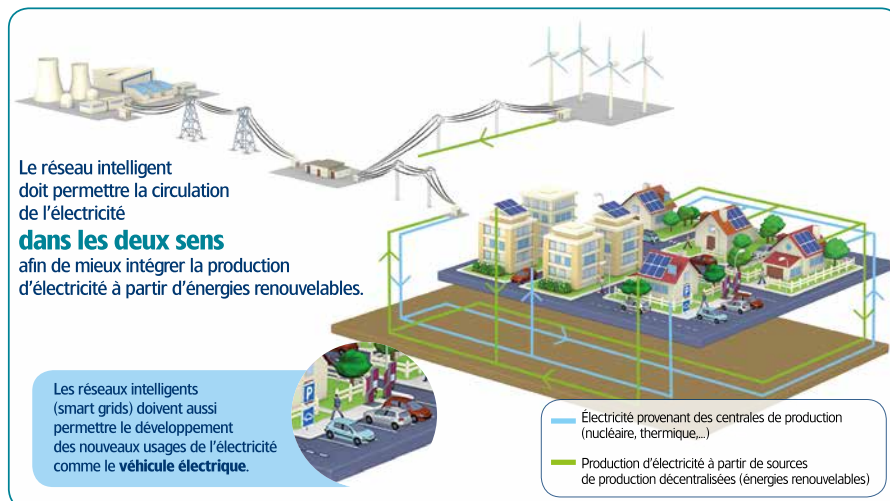 Le réseau intelligent
doit permettre la circulation
de l'électricité
dans les deux sens
afin de mieux intégrer la production
d'électricité à partir d'énergies renouvelables.
Les réseaux intelligents
(smart grids) doivent aussi
permettre le développement
des nouveaux usages de l'électricité
comme le véhicule électrique.
P
Électricité provenant des centrales de production
(nucléaire, thermique,...)
Production d'électricité à partir de sources
de production décentralisées (énergies renouvelables)